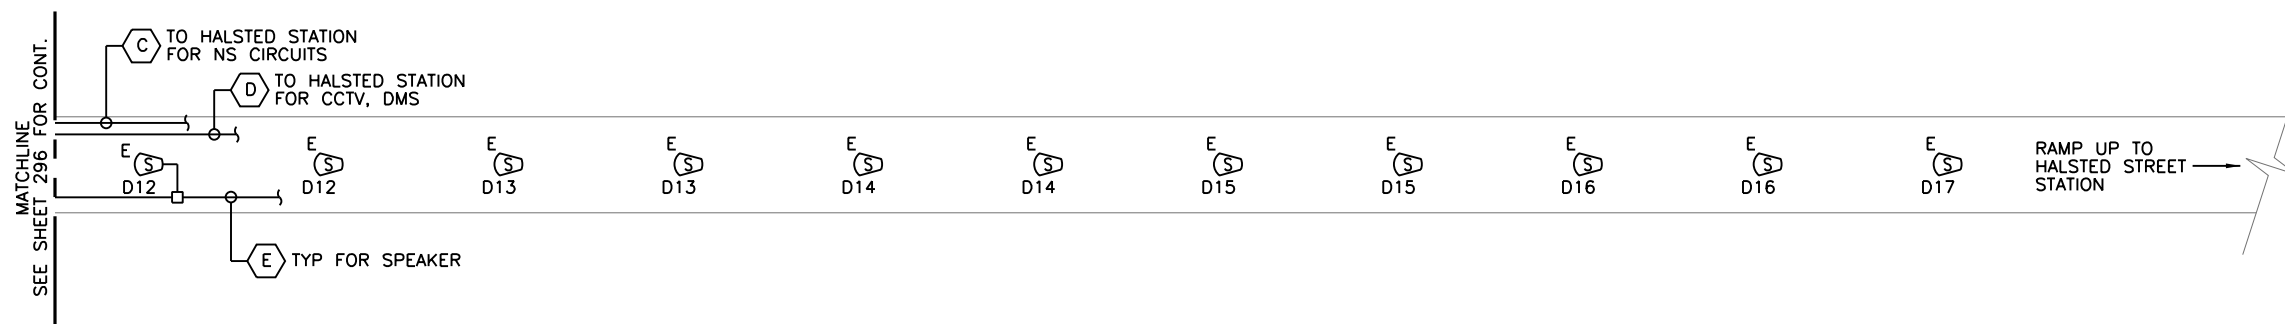 MATCHLINE
SEE SHEET 296 FOR CONT.
C
TO HALSTED STATION
FOR NS CIRCUITS
D
TO HALSTED STATION
FOR CCTV, DMS
E E E E E E E E E E E
S S S S S S S S S S S
D12 D12 D13 D13 D14 D14 D15 D15 D16 D16 D17
RAMP UP TO
HALSTED STREET
STATION
E
TYP FOR SPEAKER